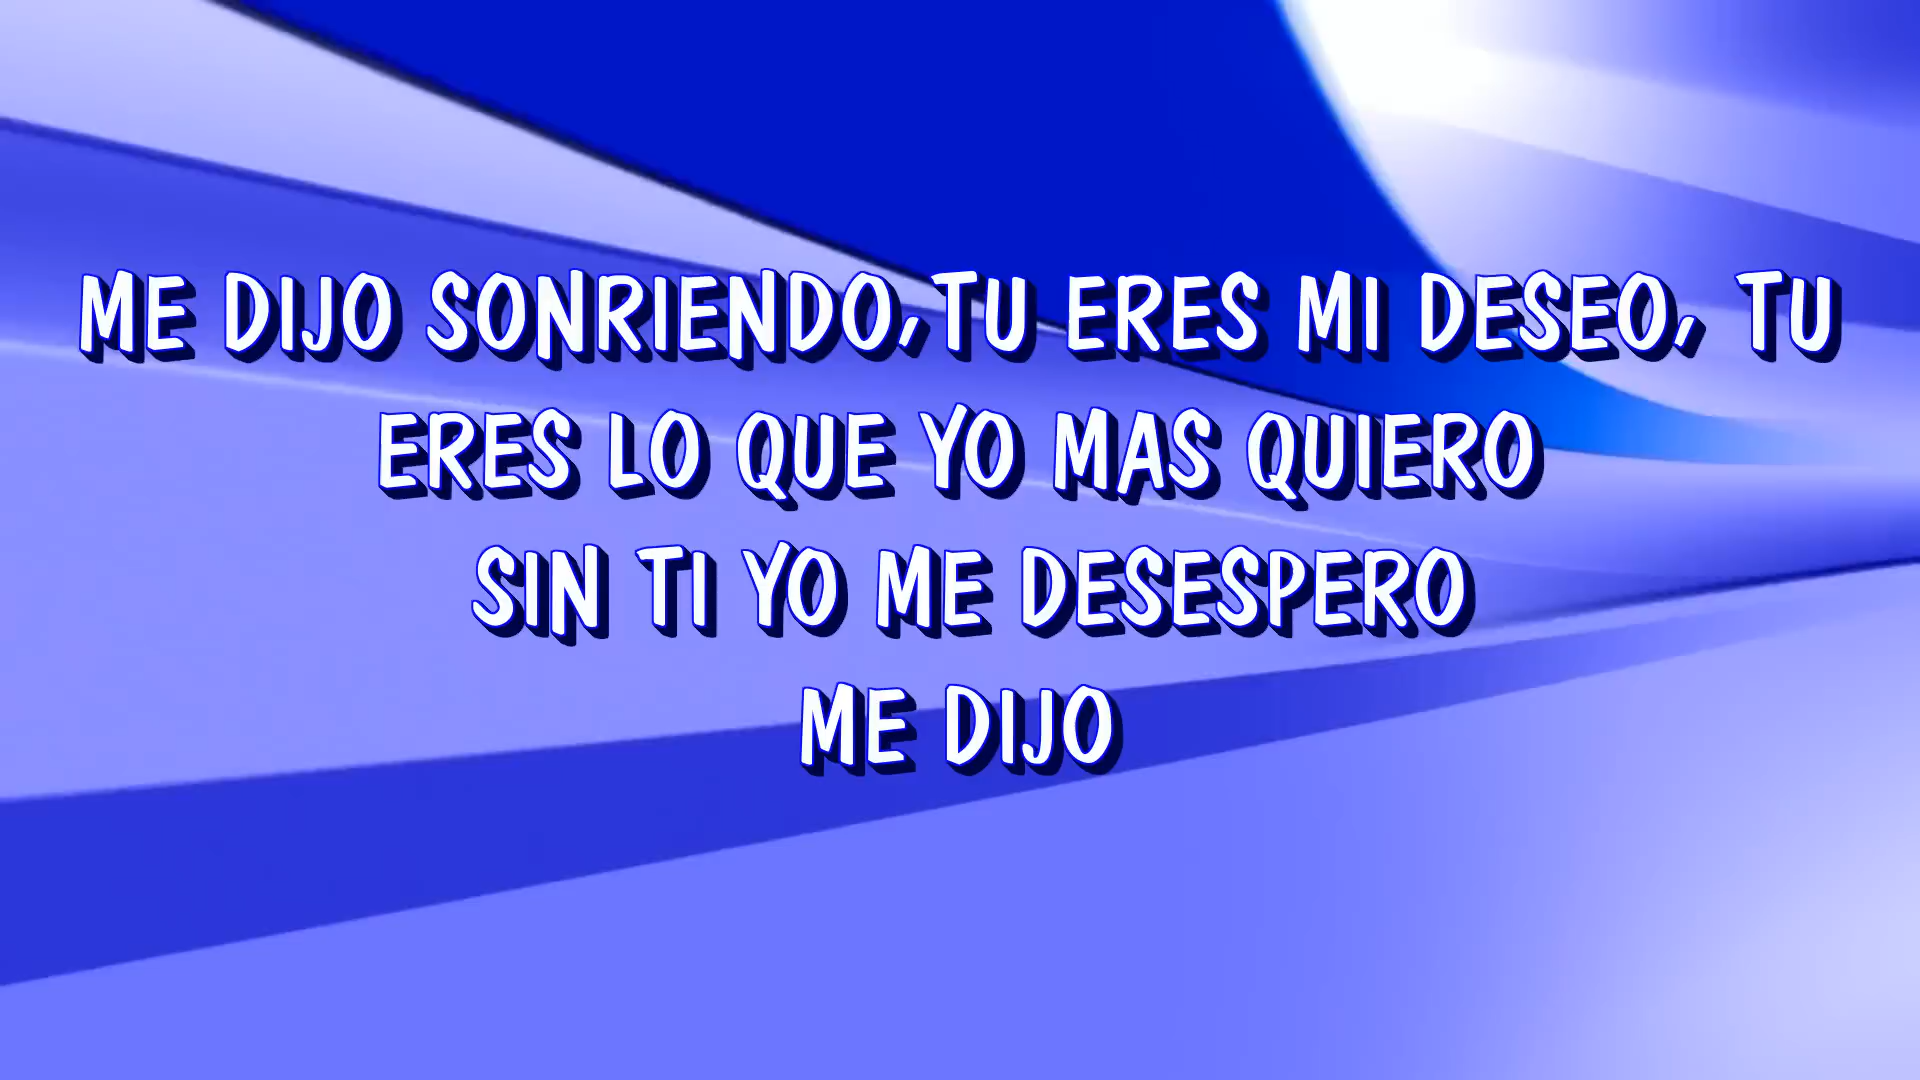 ME DIJO SONRIENDO,TU ERES MI DESEO, TU
ERES LO QUE YO MAS QUIERO
SIN TI YO ME DESESPERO
ME DIJO